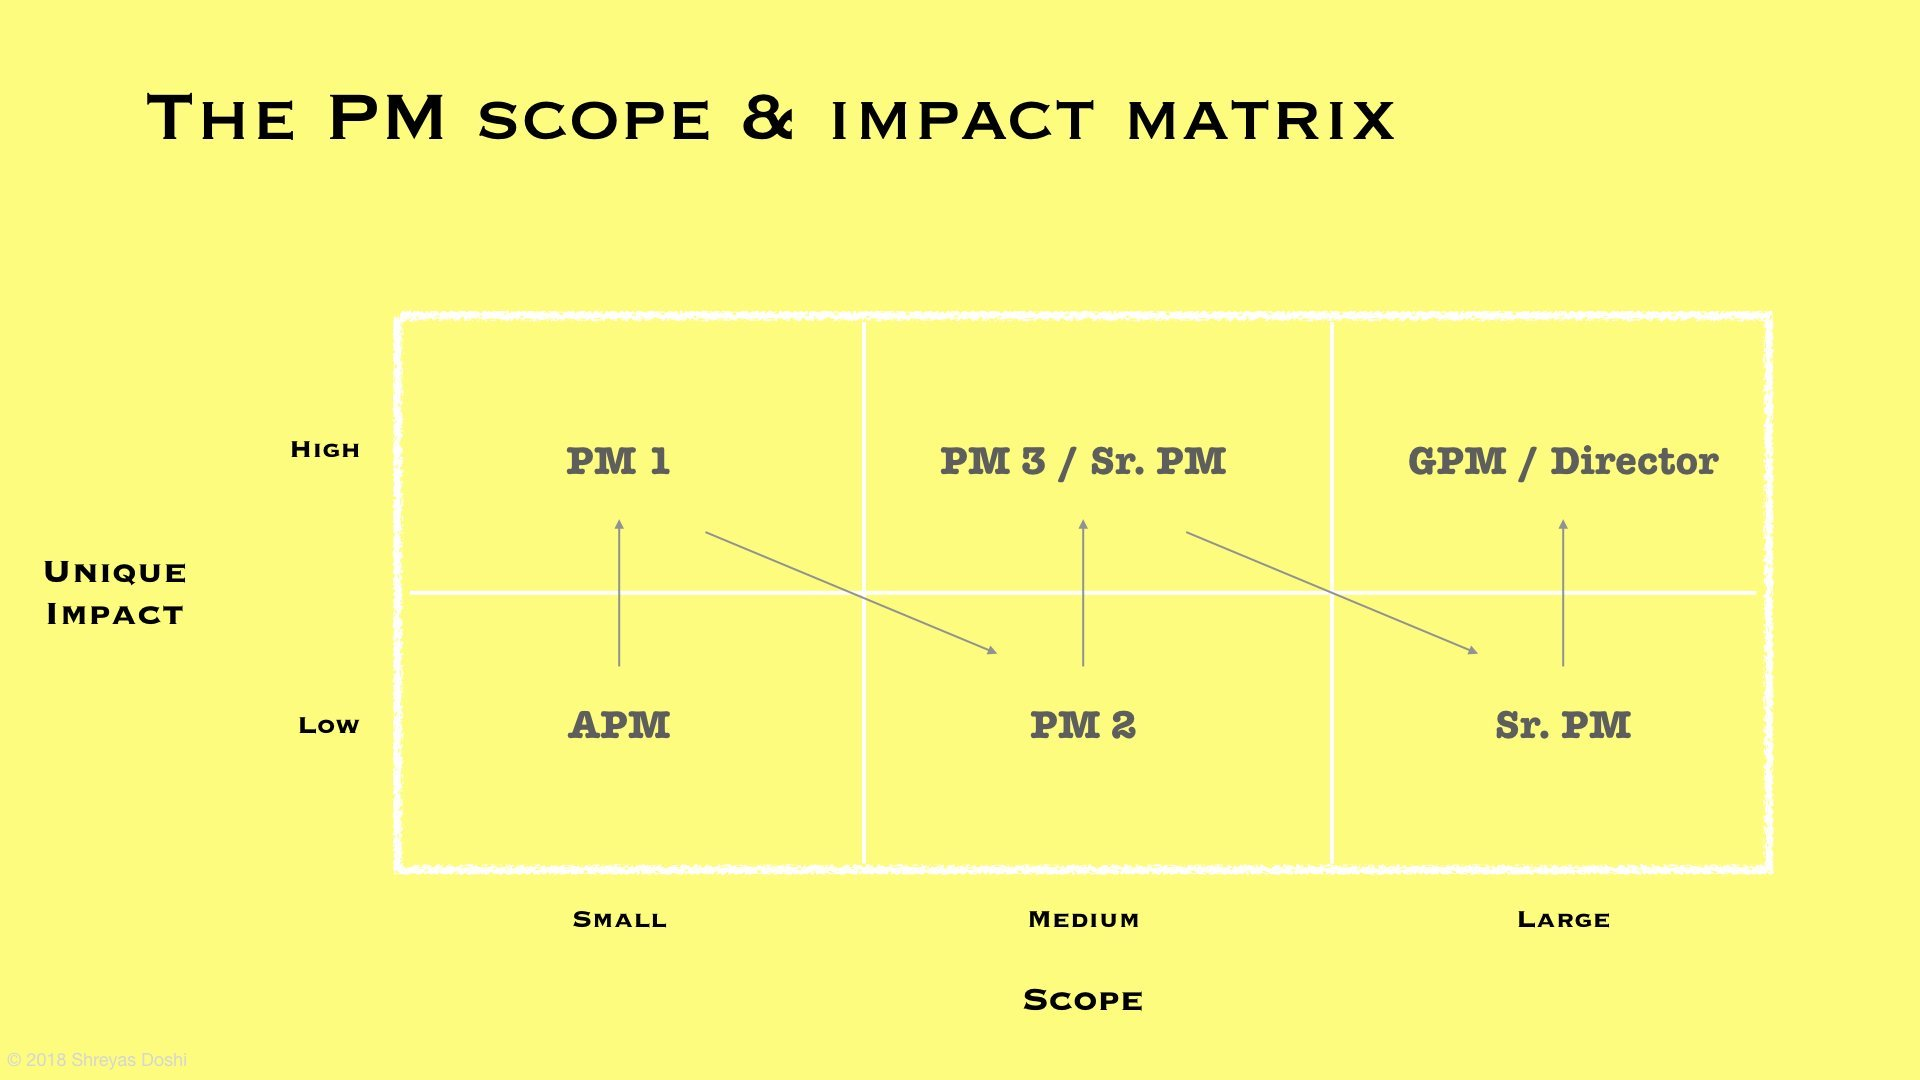 The PM scope & impact matrix
High
PM 1
PM 3 / Sr. PM
GPM / Director
Unique
Impact
Low
APM
PM 2
Sr. PM
Small
Medium
Large
Scope
© 2018 Shreyas Doshi